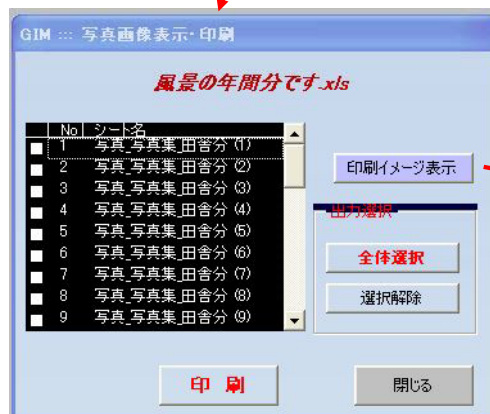 GIM ::: 写真画像表示・印刷
風景の年間分です.xls
No シート名
1 写真_写真集_田舎分 (1)
2 写真_写真集_田舎分 (2)
3 写真_写真集_田舎分 (3)
4 写真_写真集_田舎分 (4)
5 写真_写真集_田舎分 (5)
6 写真_写真集_田舎分 (6)
7 写真_写真集_田舎分 (7)
8 写真_写真集_田舎分 (8)
9 写真_写真集_田舎分 (9)
印刷イメージ表示
出力選択
全体選択
選択解除
印 刷
閉じる